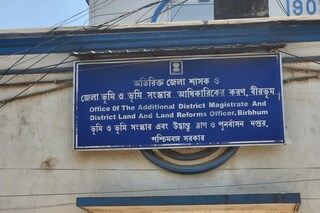 190
অতিরিক্ত জেলা শাসক ও
জেলা ভূমি ও ভূমি সংস্কার আধিকারিকের করণ, বীরভূম
Office Of The Additional District Magistrate And
District Land And Land Reforms Officer, Birbhum
ভূমি ও ভূমি সংস্কার এবং উদ্বাস্তু ত্রাণ ও পুনর্বাসন দপ্তর,
পশ্চিমবঙ্গ সরকার